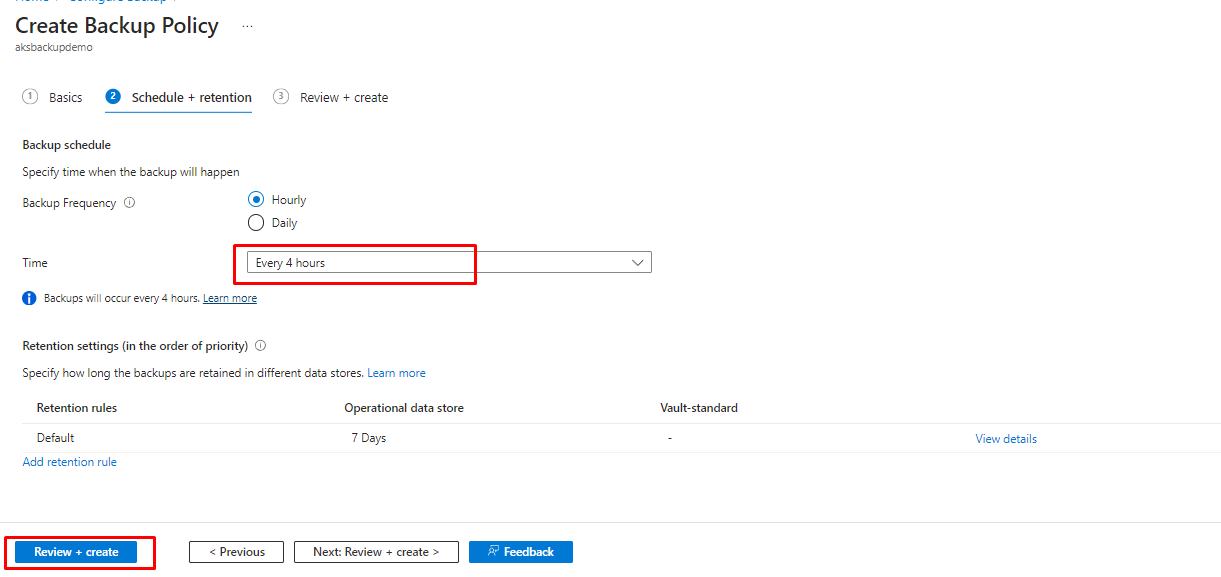 Home > Configure Backup >
Create Backup Policy ...
aksbackupdemo
1 Basics 2 Schedule + retention 3 Review + create
Backup schedule
Specify time when the backup will happen
Backup Frequency
Hourly
Daily
Time
Every 4 hours
Backups will occur every 4 hours. Learn more
Retention settings (in the order of priority)
Specify how long the backups are retained in different data stores. Learn more
Retention rules Operational data store Vault-standard
Default 7 Days - View details
Add retention rule
Review + create < Previous Next: Review + create > Feedback